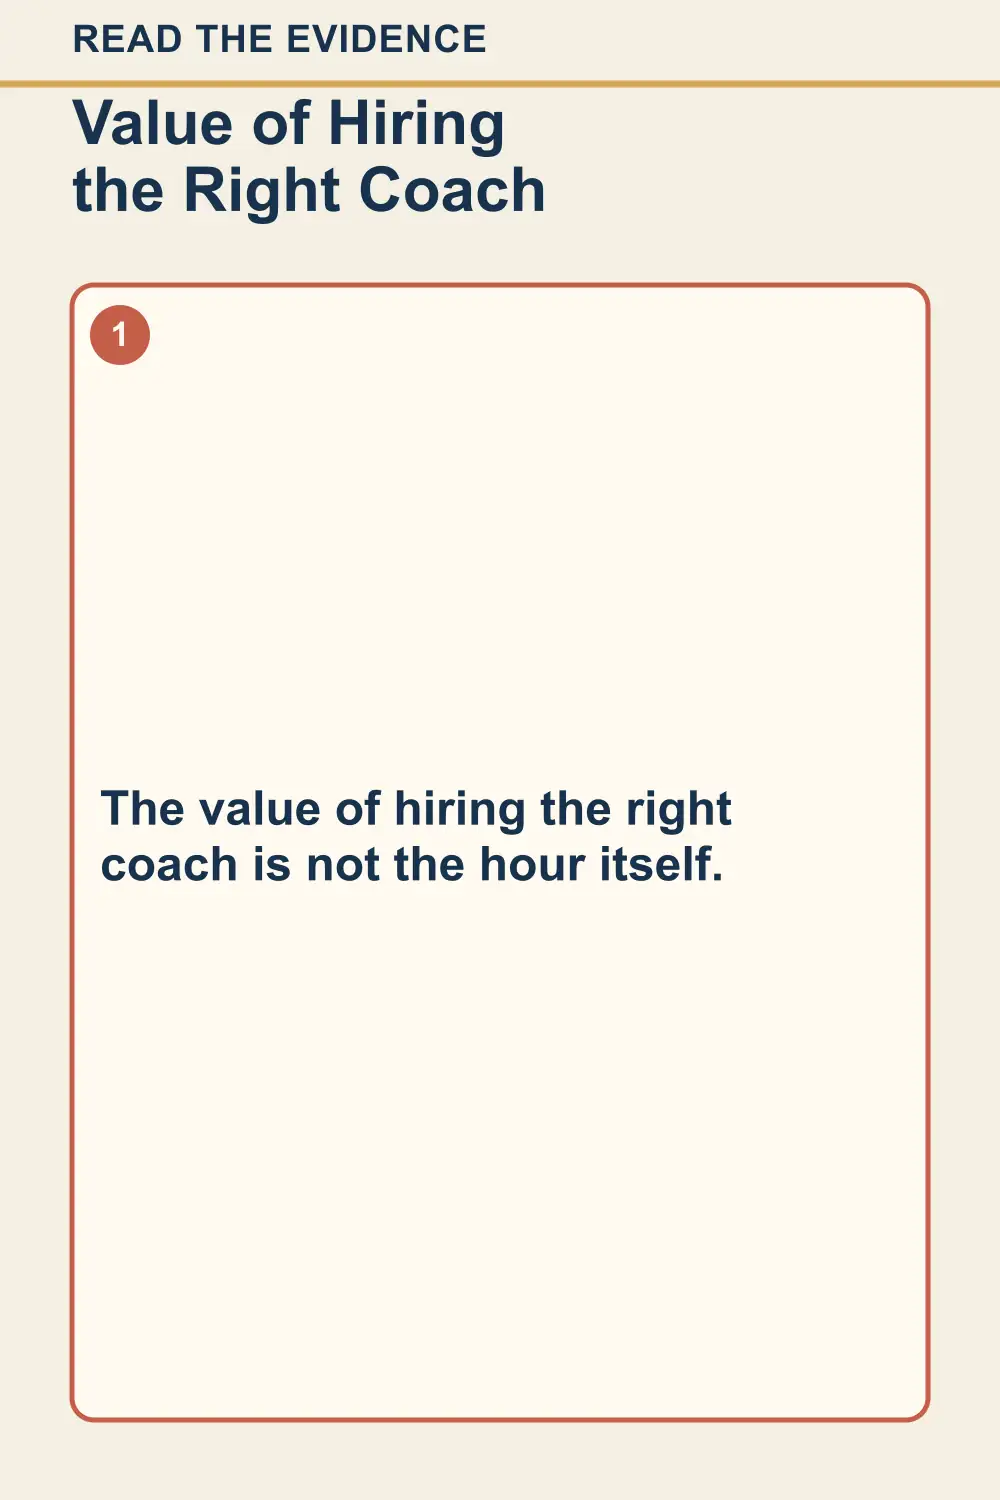 READ THE EVIDENCE
Value of Hiring
the Right Coach
1
The value of hiring the right
coach is not the hour itself.